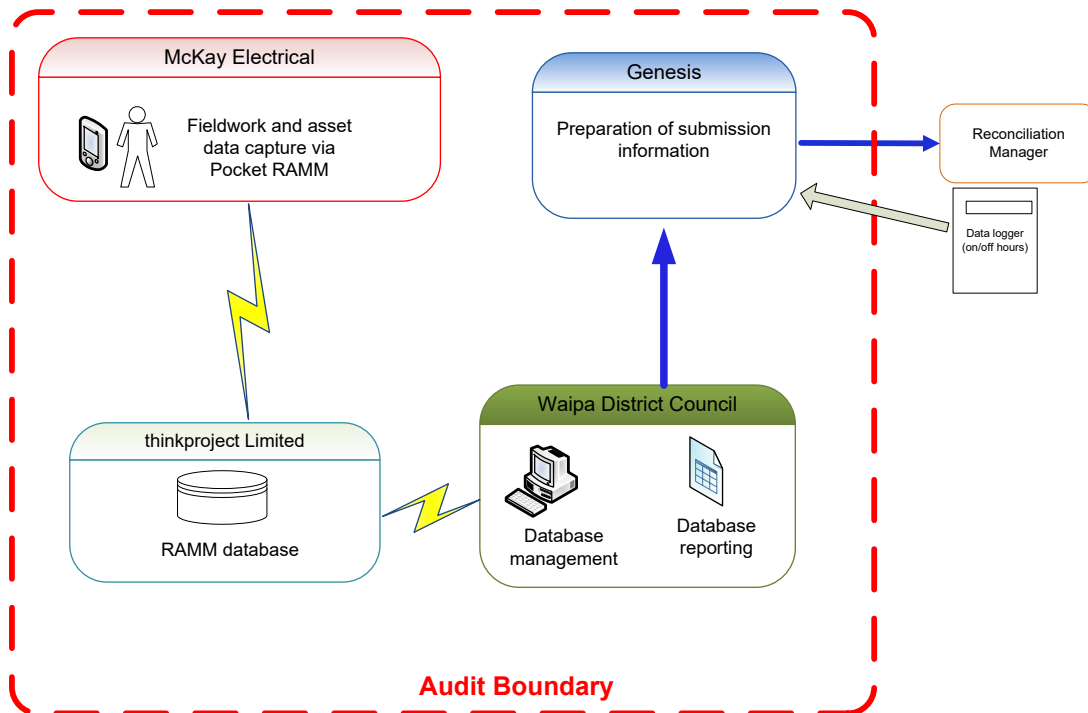 McKay Electrical
Fieldwork and asset
data capture via
Pocket RAMM
Genesis
Preparation of submission
information
Reconciliation
Manager
Data logger
(on/off hours)
thinkproject Limited
RAMM database
Waipa District Council
Database
management
Database
reporting
Audit Boundary